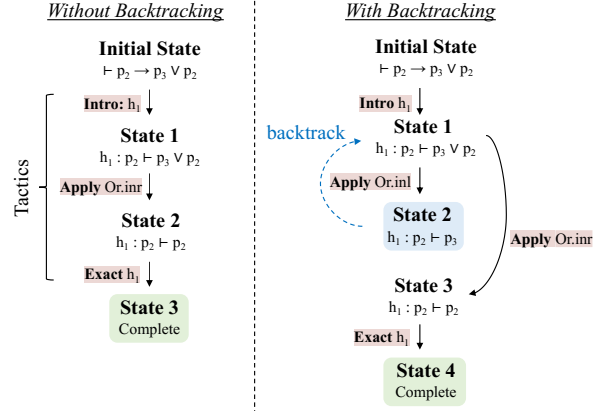 Without Backtracking
Initial State
⊢ p₂ → p₃ ∨ p₂
Intro: h₁
State 1
h₁ : p₂ ⊢ p₃ ∨ p₂
Apply Or.inr
State 2
h₁ : p₂ ⊢ p₂
Exact h₁
State 3
Complete
Tactics
With Backtracking
Initial State
⊢ p₂ → p₃ ∨ p₂
Intro h₁
backtrack
State 1
h₁ : p₂ ⊢ p₃ ∨ p₂
Apply Or.inl
State 2
h₁ : p₂ ⊢ p₃
Apply Or.inr
State 3
h₁ : p₂ ⊢ p₂
Exact h₁
State 4
Complete